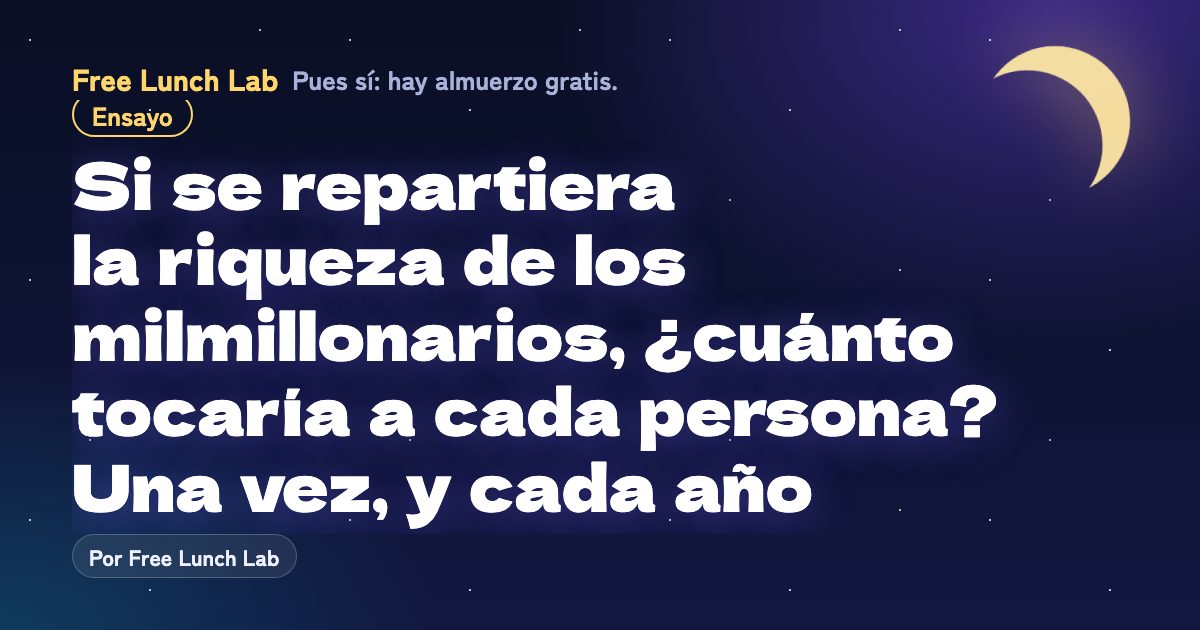 Free Lunch Lab Pues sí: hay almuerzo gratis.
Ensayo
Si se repartiera
la riqueza de los
milmillonarios, ¿cuánto
tocaría a cada persona?
Una vez, y cada año
Por Free Lunch Lab